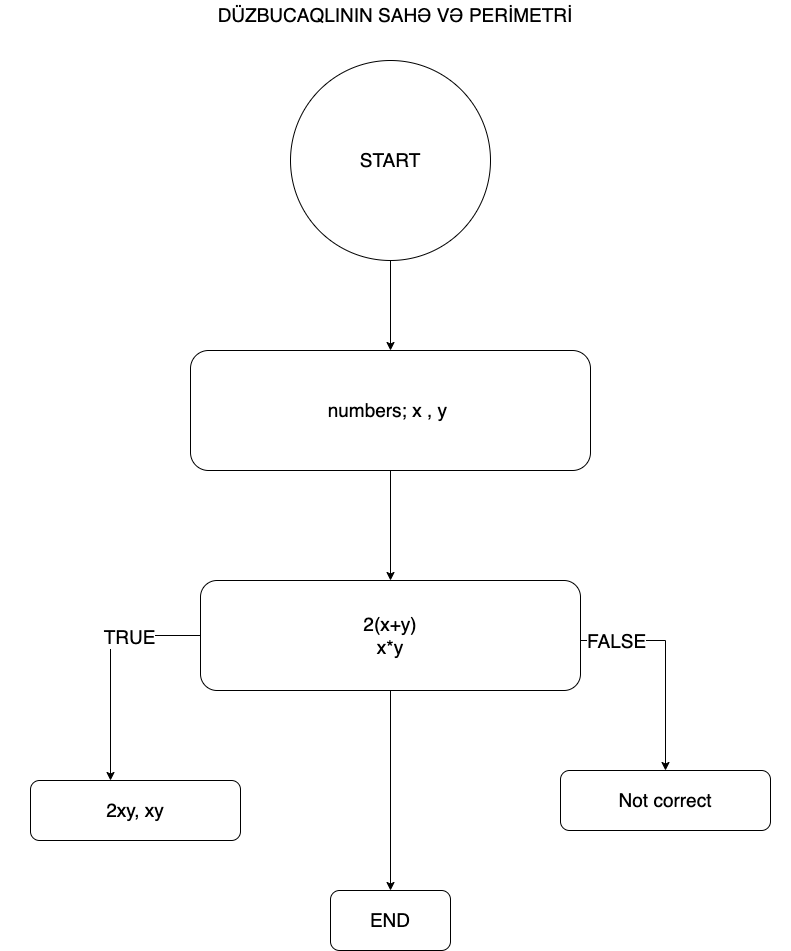 DÜZBUCAQLININ SAHƏ VƏ PERİMETRİ
START
numbers; x , y
2(x+y)
x*y
TRUE
FALSE
2xy, xy
Not correct
END